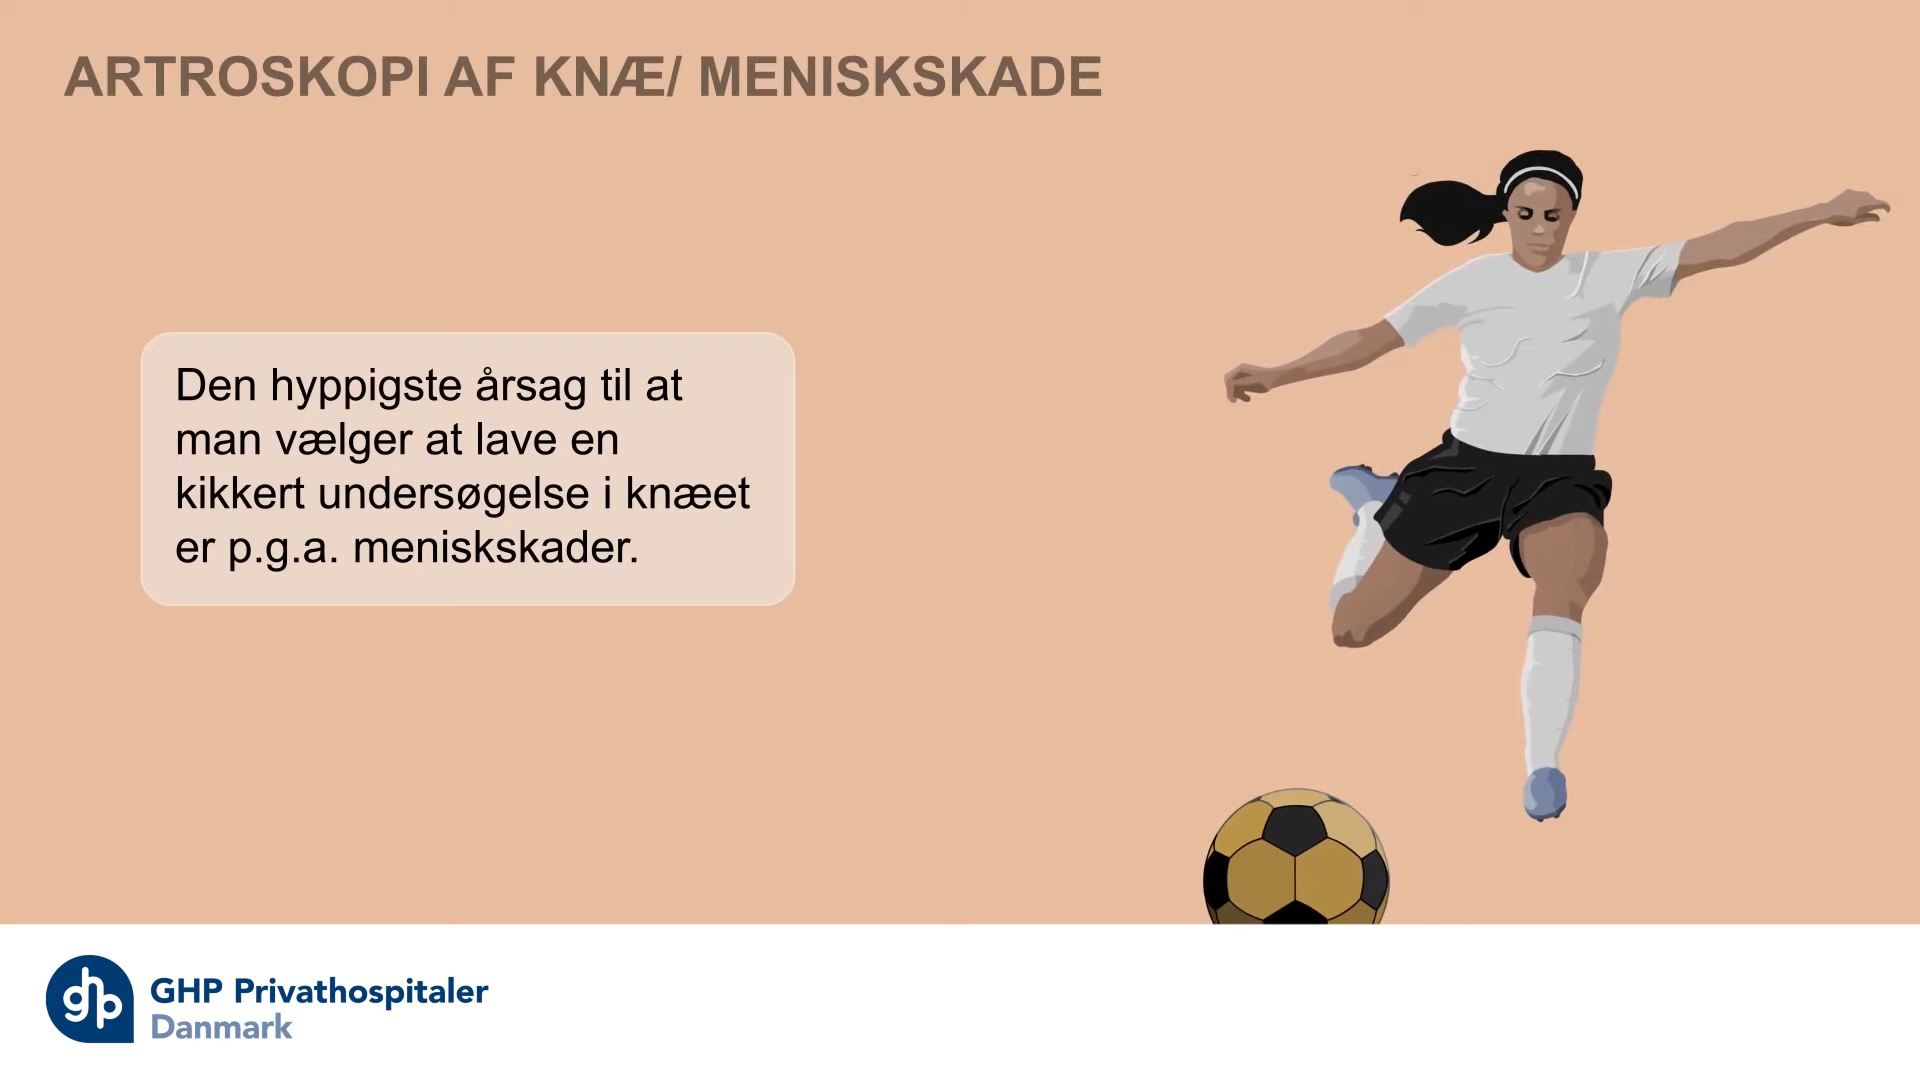 ARTROSKOPI AF KNÆ/ MENISKSKADE
Den hyppigste årsag til at
man vælger at lave en
kikkert undersøgelse i knæet
er p.g.a. meniskskader.
ghp
GHP Privathospitaler
Danmark